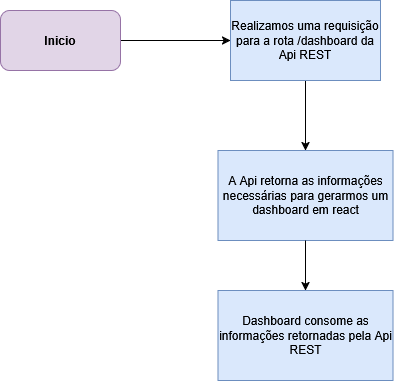 Inicio
Realizamos uma requisição
para a rota /dashboard da
Api REST
A Api retorna as informações
necessárias para gerarmos um
dashboard em react
Dashboard consome as
informações retornadas pela Api
REST